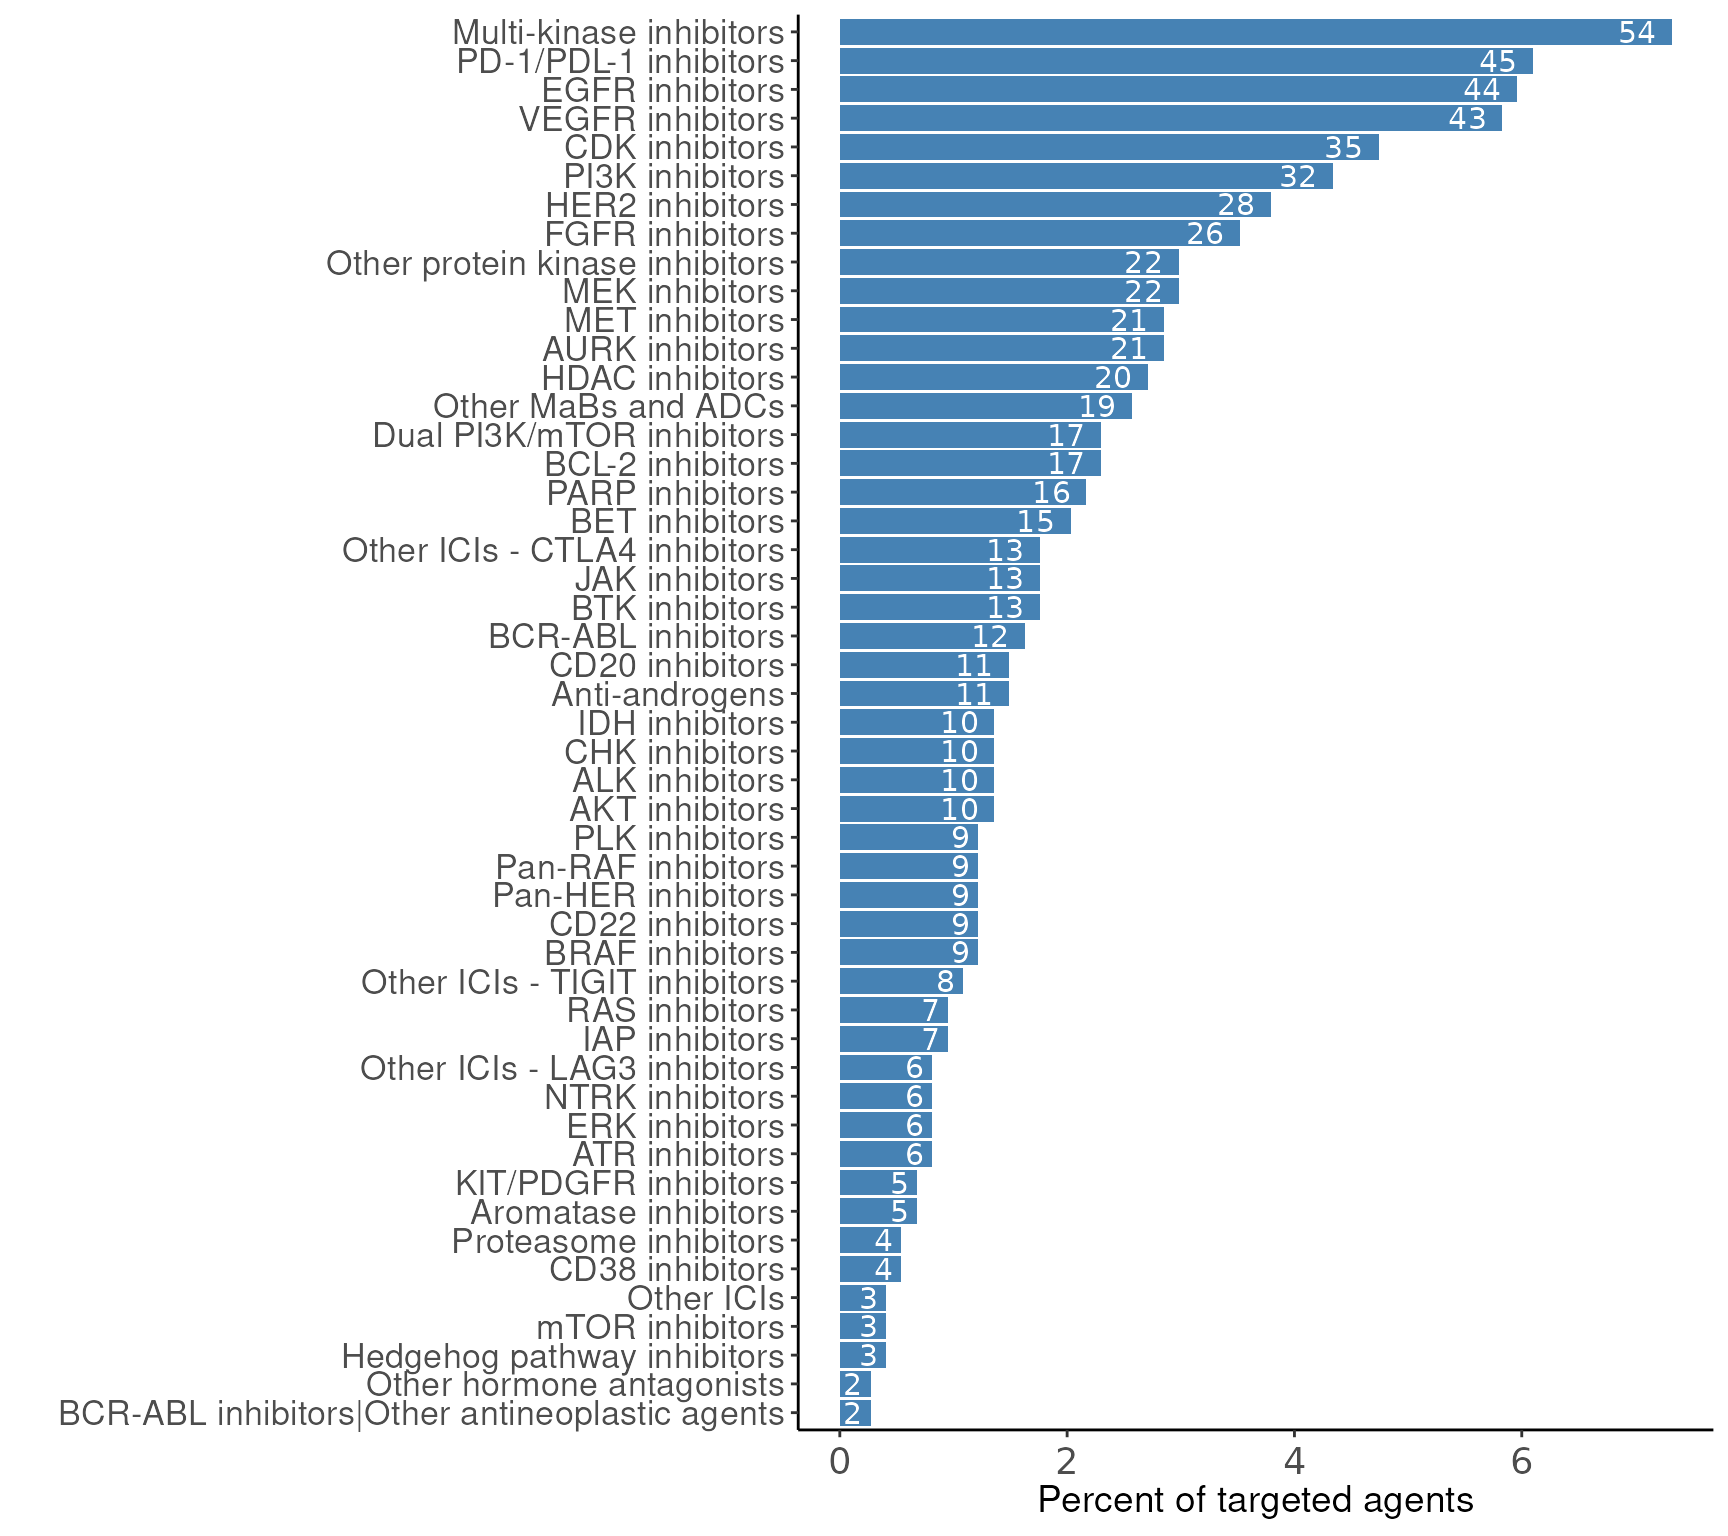 Multi-kinase inhibitors 54
PD-1/PDL-1 inhibitors 45
EGFR inhibitors 44
VEGFR inhibitors 43
CDK inhibitors 35
PI3K inhibitors 32
HER2 inhibitors 28
FGFR inhibitors 26
Other protein kinase inhibitors 22
MEK inhibitors 22
MET inhibitors 21
AURK inhibitors 21
HDAC inhibitors 20
Other MaBs and ADCs 19
Dual PI3K/mTOR inhibitors 17
BCL-2 inhibitors 17
PARP inhibitors 16
BET inhibitors 15
Other ICIs - CTLA4 inhibitors 13
JAK inhibitors 13
BTK inhibitors 13
BCR-ABL inhibitors 12
CD20 inhibitors 11
Anti-androgens 11
IDH inhibitors 10
CHK inhibitors 10
ALK inhibitors 10
AKT inhibitors 10
PLK inhibitors 9
Pan-RAF inhibitors 9
Pan-HER inhibitors 9
CD22 inhibitors 9
BRAF inhibitors 9
Other ICIs - TIGIT inhibitors 8
RAS inhibitors 7
IAP inhibitors 7
Other ICIs - LAG3 inhibitors 6
NTRK inhibitors 6
ERK inhibitors 6
ATR inhibitors 6
KIT/PDGFR inhibitors 5
Aromatase inhibitors 5
Proteasome inhibitors 4
CD38 inhibitors 4
Other ICIs 3
mTOR inhibitors 3
Hedgehog pathway inhibitors 3
Other hormone antagonists 2
BCR-ABL inhibitors|Other antineoplastic agents 2
0 2 4 6
Percent of targeted agents